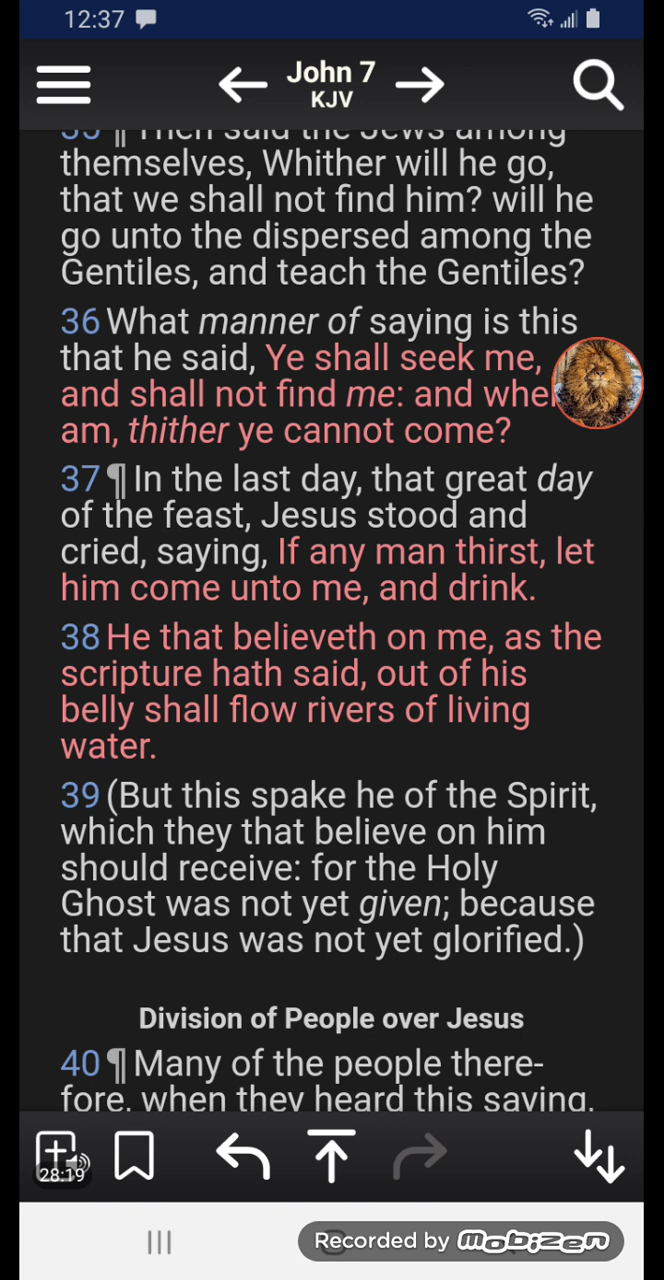 12:37
John 7
KJV
35 ¶ Then said the Jews among
themselves, Whither will he go,
that we shall not find him? will he
go unto the dispersed among the
Gentiles, and teach the Gentiles?
36 What manner of saying is this
that he said, Ye shall seek me,
and shall not find me: and
am, thither ye cannot come?
37 ¶ In the last day, that great day
of the feast, Jesus stood and
cried, saying, If any man thirst, let
him come unto me, and drink.
38 He that believeth on me, as the
scripture hath said, out of his
belly shall flow rivers of living
water.
39 (But this spake he of the Spirit,
which they that believe on him
should receive: for the Holy
Ghost was not yet given; because
that Jesus was not yet glorified.)
Division of People over Jesus
40 ¶ Many of the people there-
fore, when they heard this saying,
28:19
Recorded by mobizen